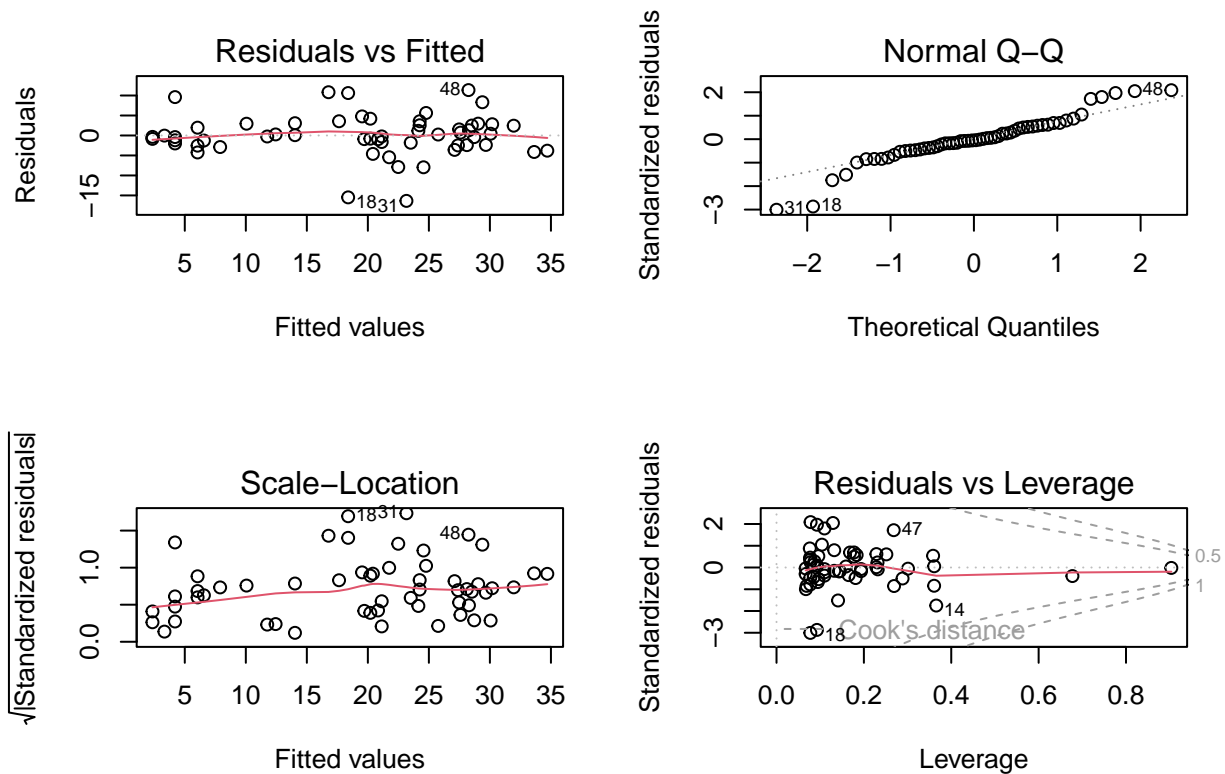 Residuals vs Fitted
Residuals
0
−15
48
18
31
5 10 15 20 25 30 35
Fitted values
Normal Q−Q
Standardized residuals
2
0
−3
48
31
18
−2 −1 0 1 2
Theoretical Quantiles
Scale−Location
√|Standardized residuals|
1.0
0.0
18
31
48
5 10 15 20 25 30 35
Fitted values
Residuals vs Leverage
Standardized residuals
2
0
−3
47
0.5
1
14
18
Cook's distance
0.0 0.2 0.4 0.6 0.8
Leverage